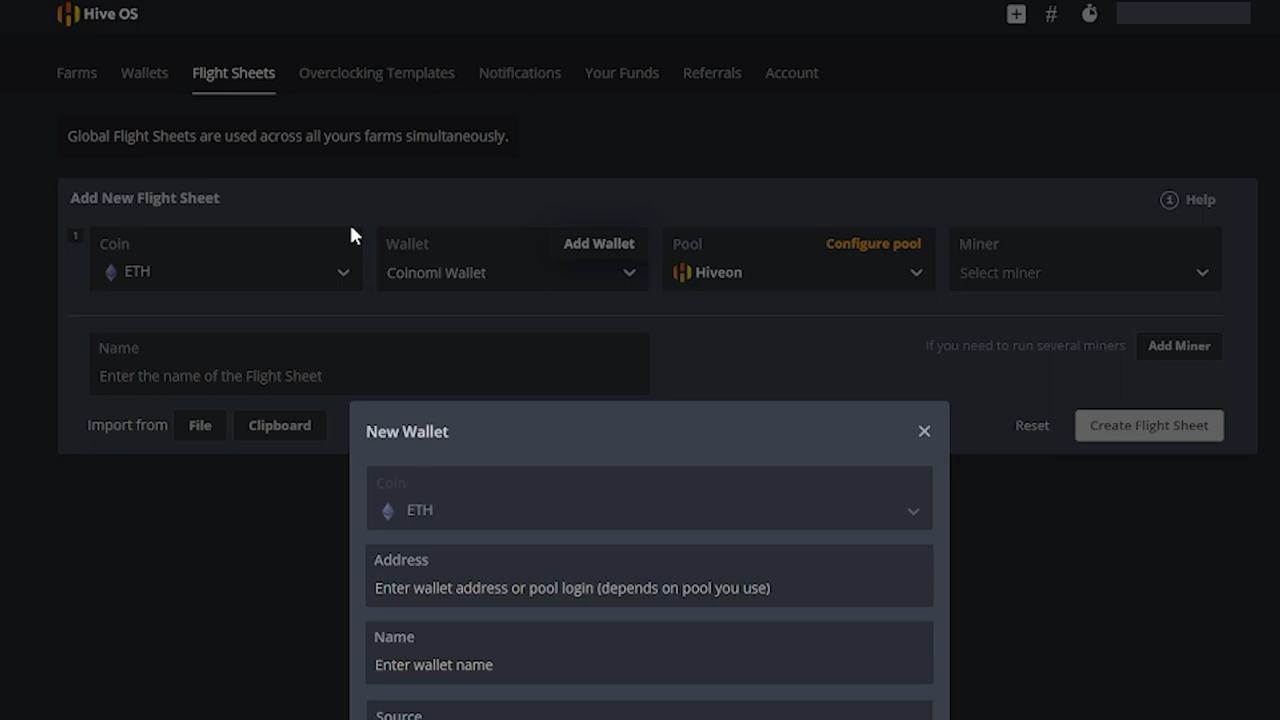 Hive OS
#
Farms Wallets Flight Sheets Overclocking Templates Notifications Your Funds Referrals Account
Global Flight Sheets are used across all yours farms simultaneously.
Add New Flight Sheet
Help
1
Coin
ETH
Wallet Add Wallet
Coinomi Wallet
Pool Configure pool
Hiveon
Miner
Select miner
Name
Enter the name of the Flight Sheet
If you need to run several miners Add Miner
Import from File Clipboard
Reset Create Flight Sheet
New Wallet
Coin
ETH
Address
Enter wallet address or pool login (depends on pool you use)
Name
Enter wallet name
Source